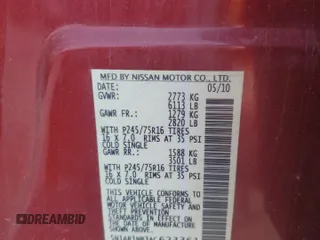 MFD BY NISSAN MOTOR CO., LTD.
DATE: 05/10
GVWR: 2773 KG
6113 LB
GAWR FR.: 1279 KG
2820 LB
WITH P245/75R16 TIRES
16 X 7.0 RIMS AT 35 PSI
COLD SINGLE
GAWR RR.: 1588 KG
3501 LB
WITH P245/75R16 TIRES
16 X 7.0 RIMS AT 35 PSI
COLD SINGLE
THIS VEHICLE CONFORMS TO ALL
APPLICABLE FEDERAL MOTOR
VEHICLE SAFETY STANDARDS
IN EFFECT ON THE DATE OF
MANUFACTURE SHOWN ABOVE.
DREAMBID